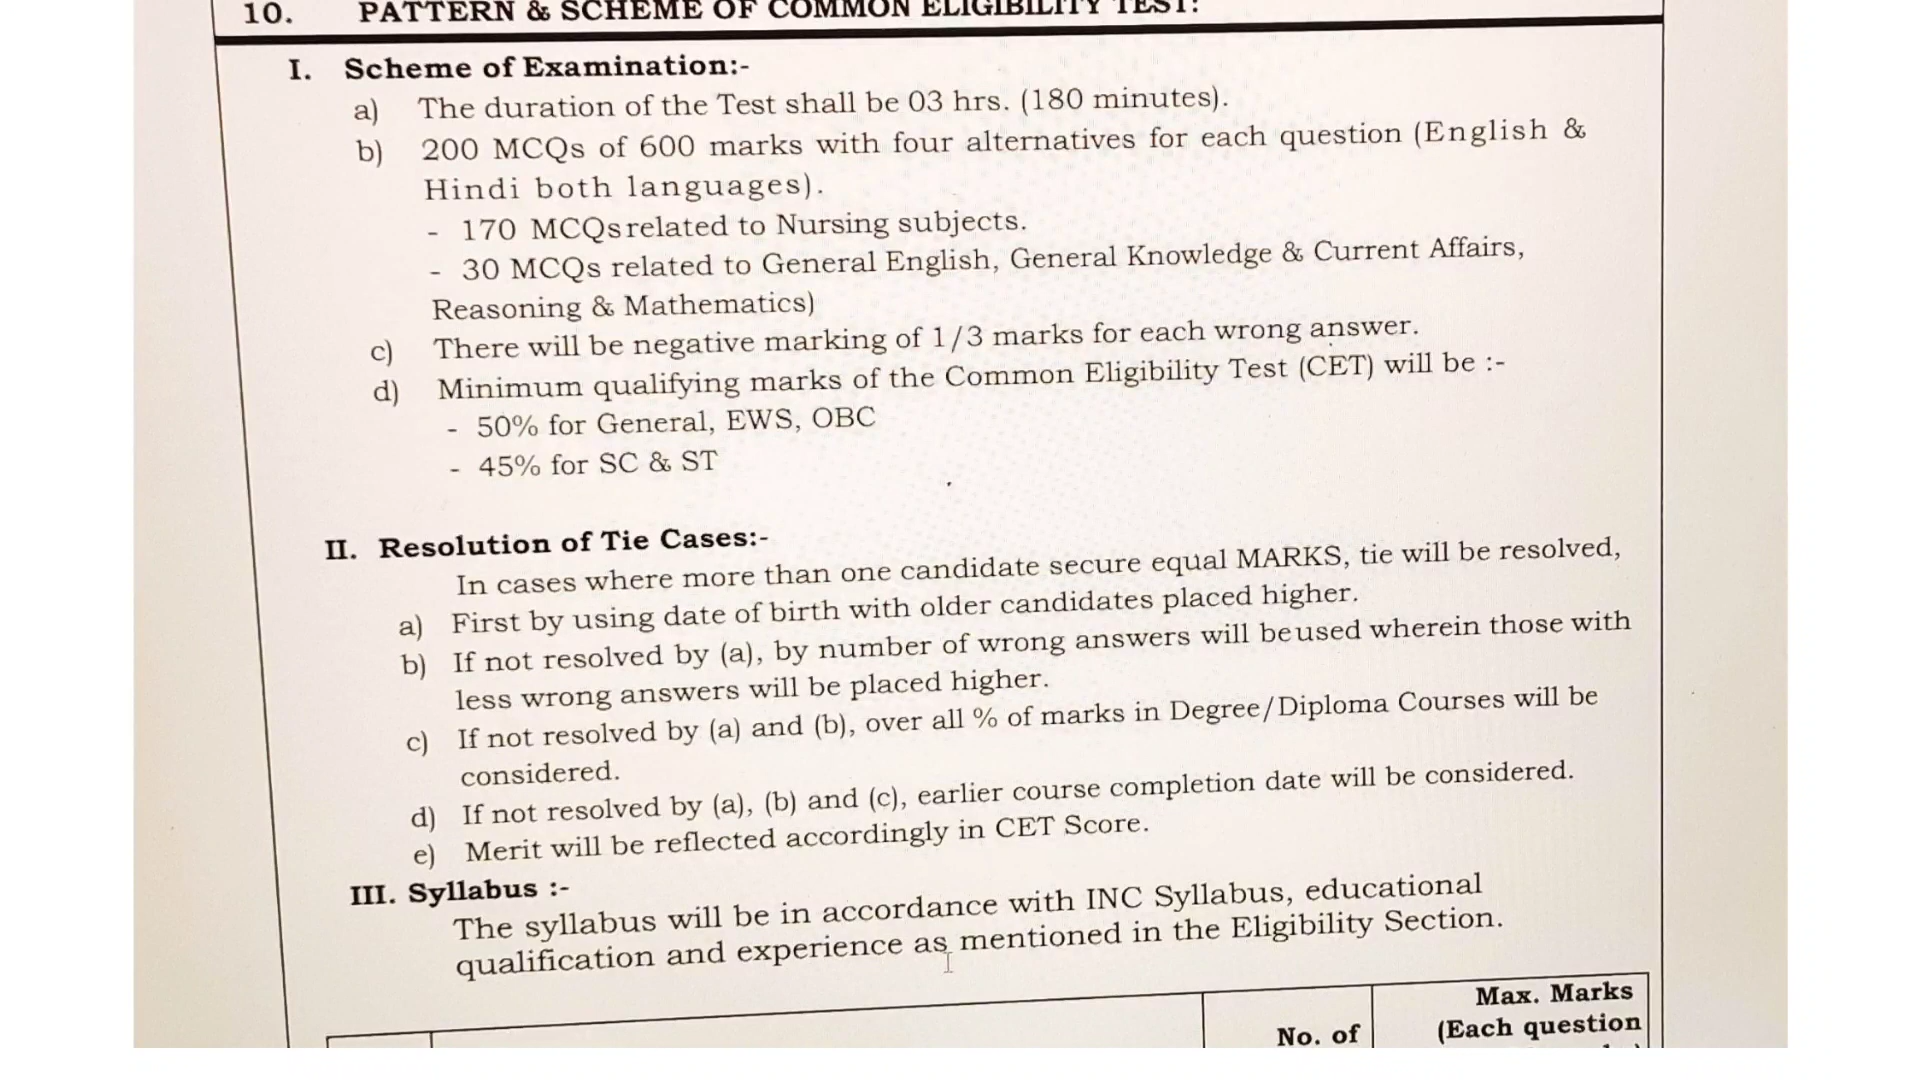 10. PATTERN & SCHEME OF COMMON ELIGIBILITY TEST:
I. Scheme of Examination:-
a) The duration of the Test shall be 03 hrs. (180 minutes).
b) 200 MCQs of 600 marks with four alternatives for each question (English &
Hindi both languages).
- 170 MCQsrelated to Nursing subjects.
- 30 MCQs related to General English, General Knowledge & Current Affairs,
Reasoning & Mathematics)
c) There will be negative marking of 1/3 marks for each wrong answer.
d) Minimum qualifying marks of the Common Eligibility Test (CET) will be :-
- 50% for General, EWS, OBC
- 45% for SC & ST
II. Resolution of Tie Cases:-
In cases where more than one candidate secure equal MARKS, tie will be resolved,
a) First by using date of birth with older candidates placed higher.
b) If not resolved by (a), by number of wrong answers will beused wherein those with
less wrong answers will be placed higher.
c) If not resolved by (a) and (b), over all % of marks in Degree/Diploma Courses will be
considered.
d) If not resolved by (a), (b) and (c), earlier course completion date will be considered.
e) Merit will be reflected accordingly in CET Score.
III. Syllabus :-
The syllabus will be in accordance with INC Syllabus, educational
qualification and experience as mentioned in the Eligibility Section.
Max. Marks
No. of (Each question